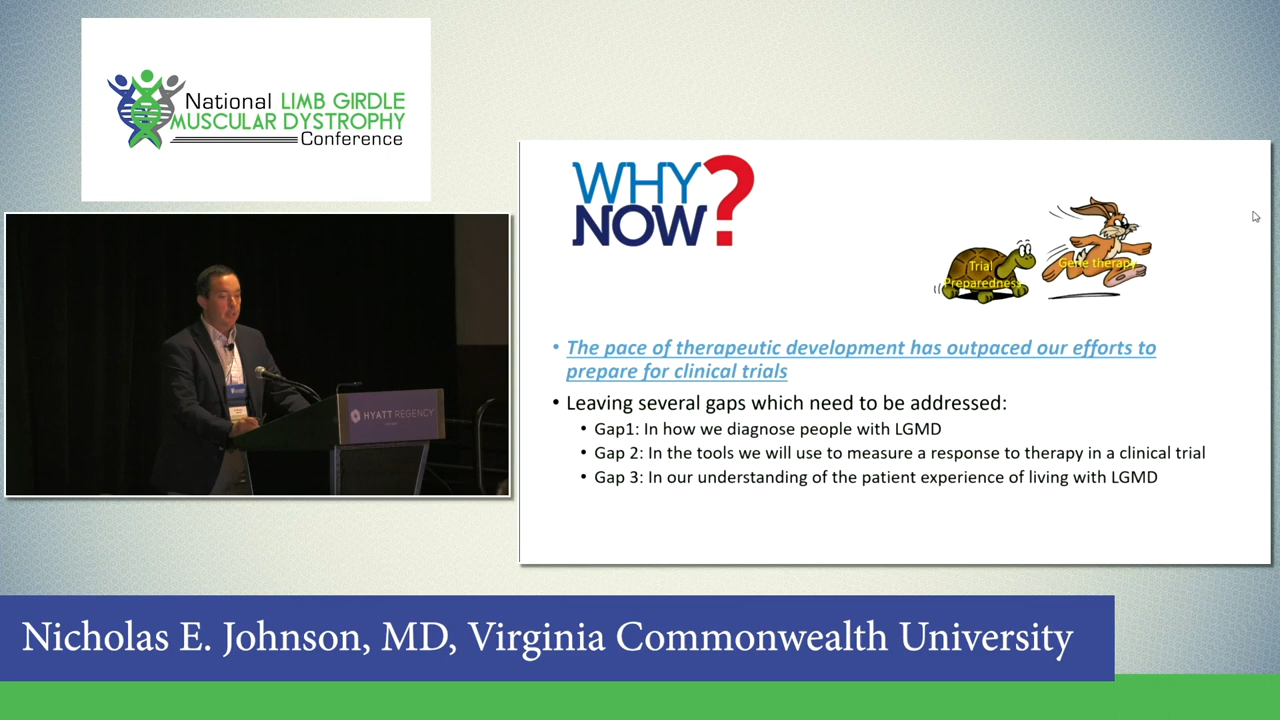 National LIMB GIRDLE
MUSCULAR DYSTROPHY
Conference
WHY
NOW?
Trial
Preparedness
Gene therapy
• The pace of therapeutic development has outpaced our efforts to
prepare for clinical trials
• Leaving several gaps which need to be addressed:
• Gap1: In how we diagnose people with LGMD
• Gap 2: In the tools we will use to measure a response to therapy in a clinical trial
• Gap 3: In our understanding of the patient experience of living with LGMD
HYATT REGENCY
Nicholas E. Johnson, MD, Virginia Commonwealth University